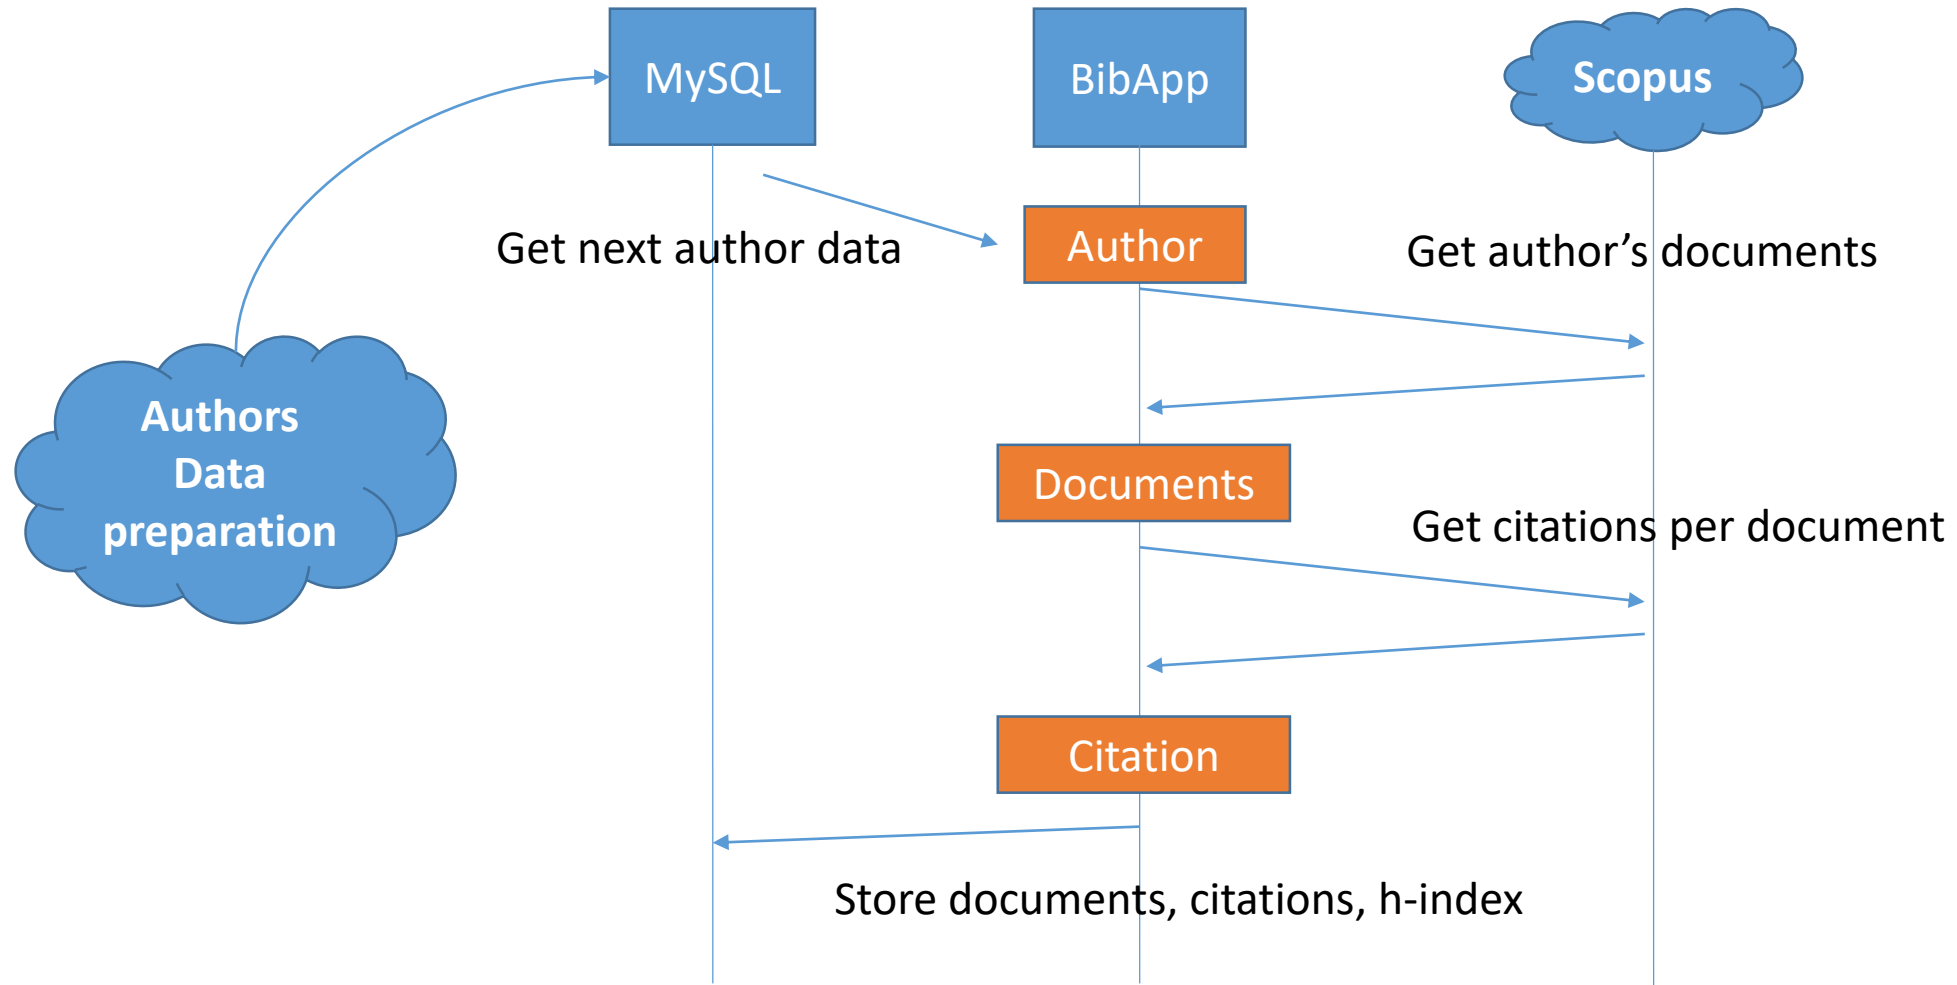 MySQL
BibApp
Scopus
Get next author data
Author
Get author’s documents
Authors
Data
preparation
Documents
Get citations per document
Citation
Store documents, citations, h-index